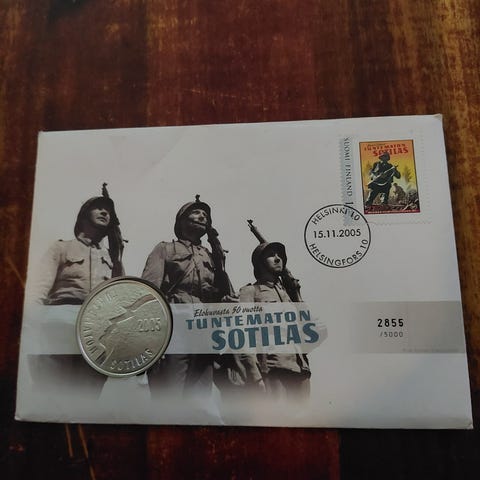 TUNTEMATON
SOTILAS
SUOMI FINLAND
HELSINKI 10
15.11.2005
HELSINGFORS 10
Elokuvasta 50 vuotta
TUNTEMATON
SOTILAS
2855
/5000
TUNTEMATON
2005
SOTILAS